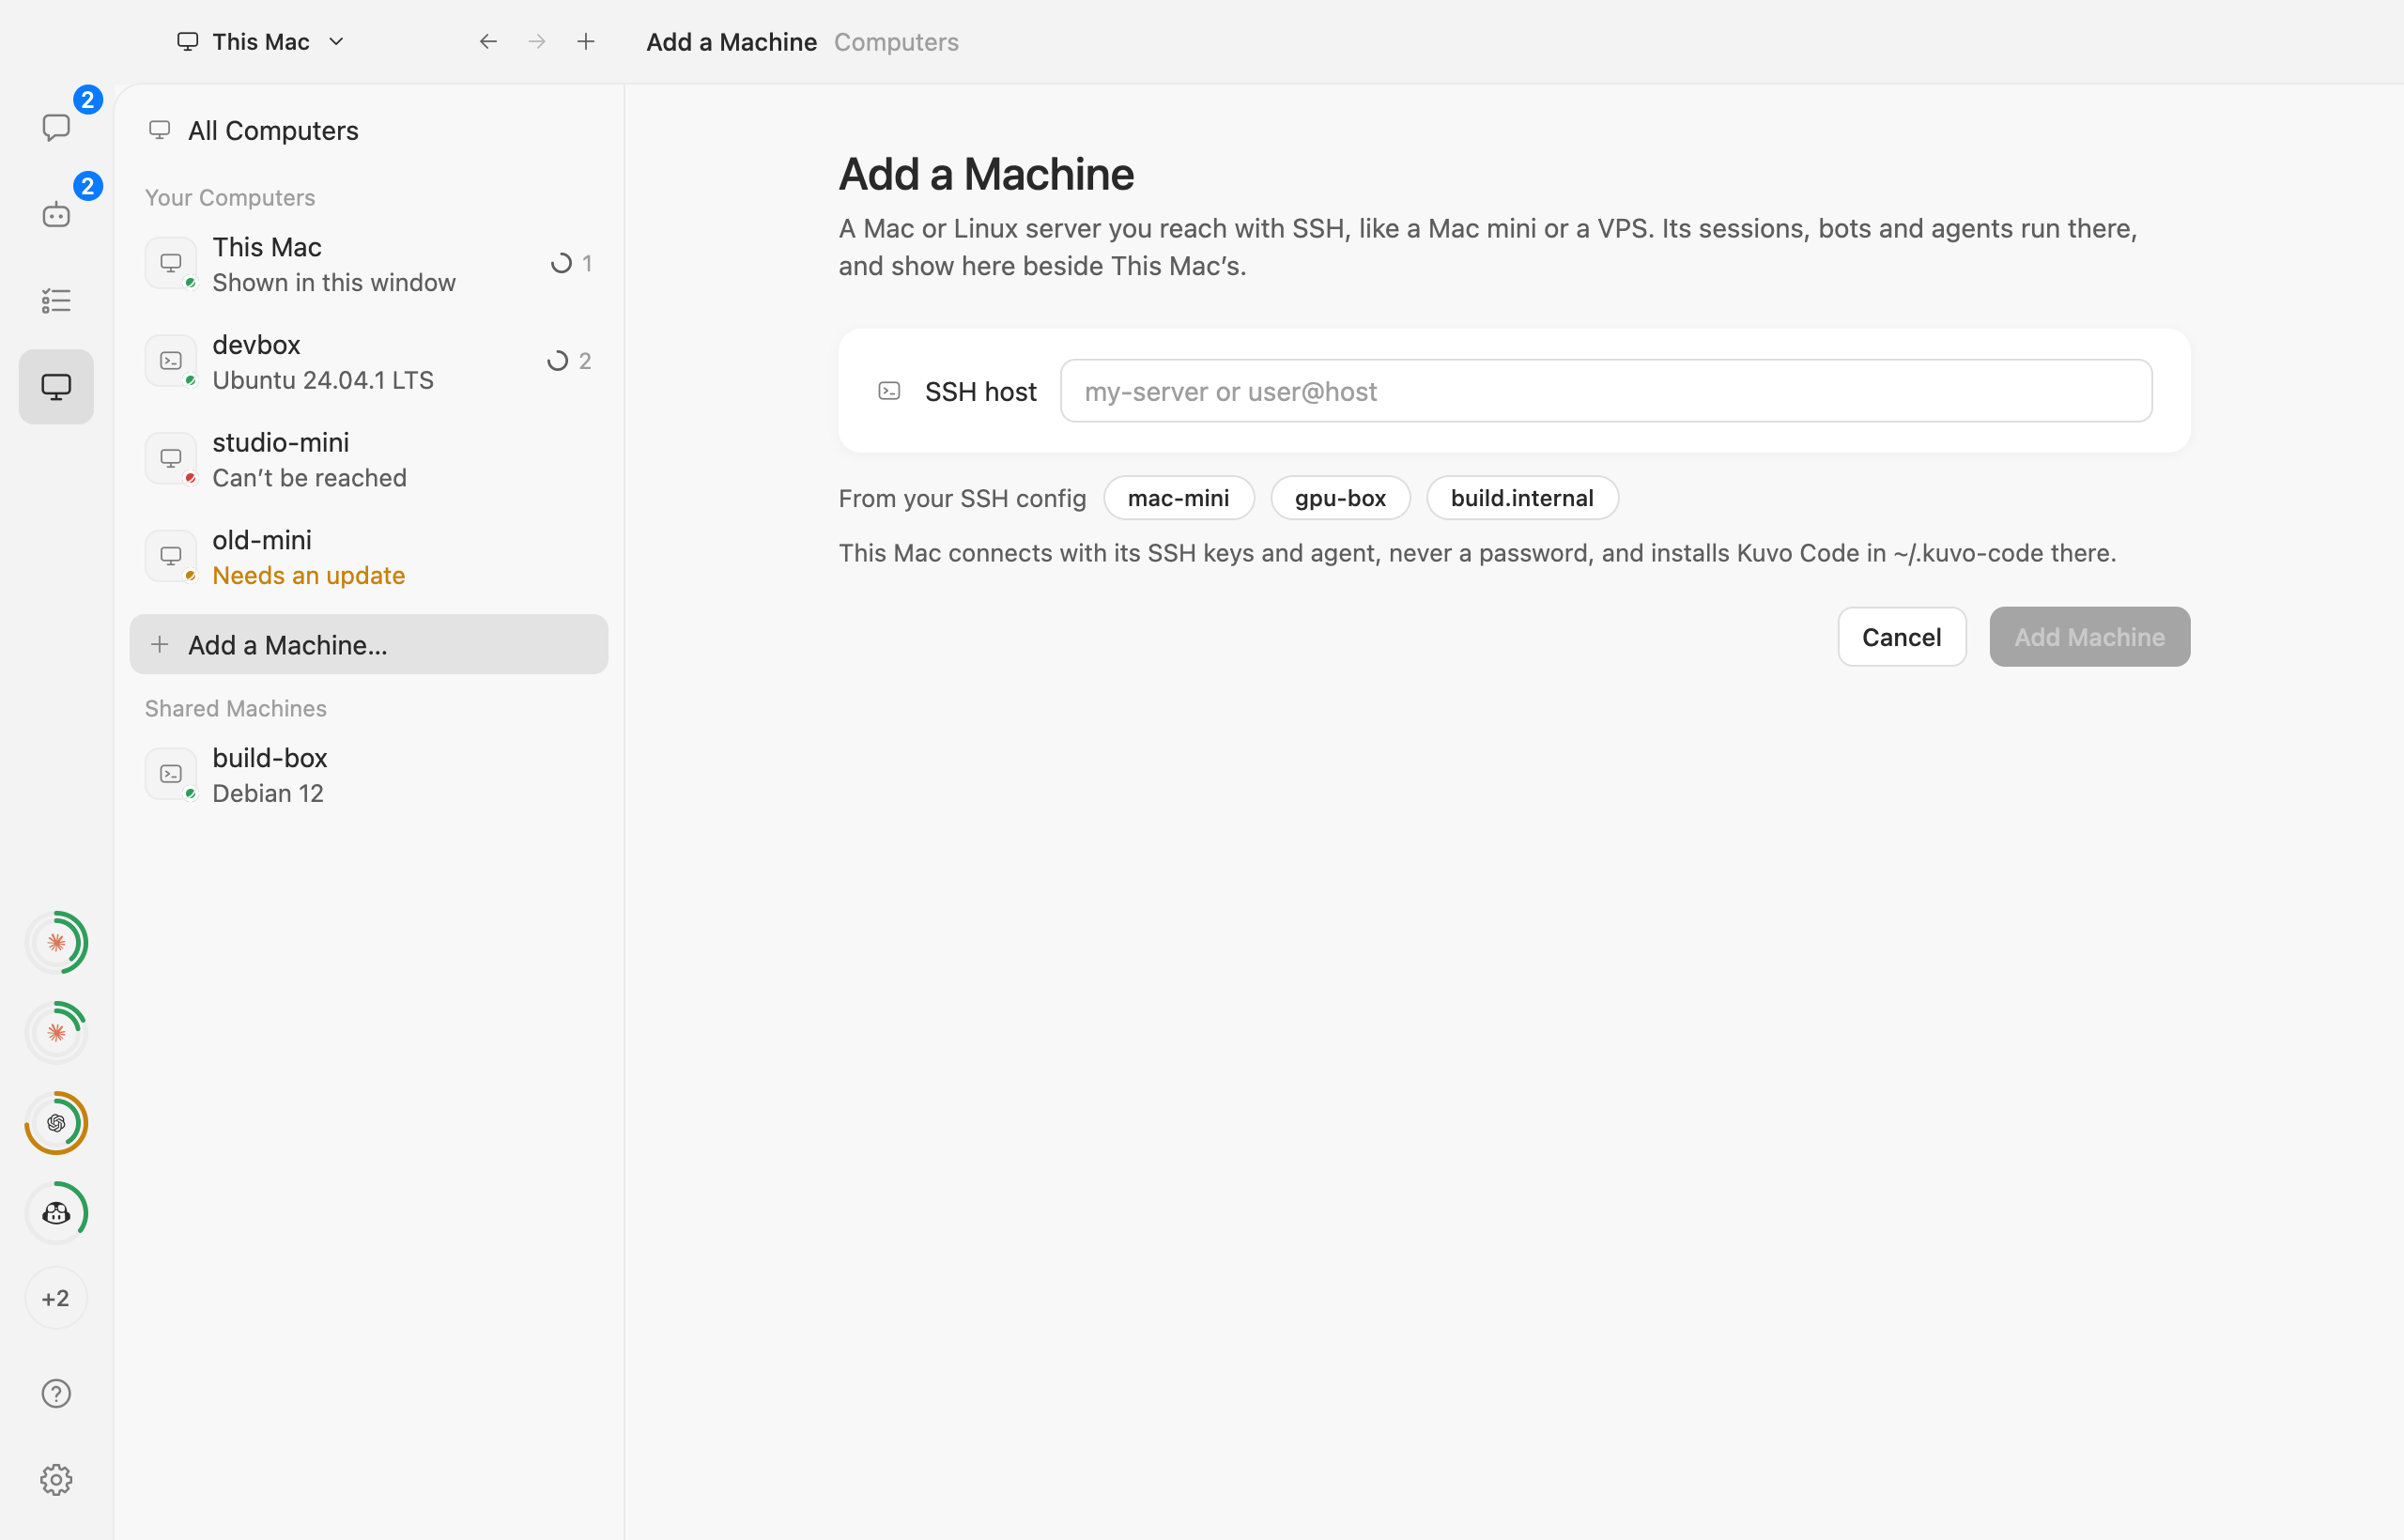 This Mac
Add a Machine Computers
2
2
All Computers
Your Computers
This Mac
Shown in this window
1
devbox
Ubuntu 24.04.1 LTS
2
studio-mini
Can’t be reached
old-mini
Needs an update
Add a Machine...
Shared Machines
build-box
Debian 12
+2
Add a Machine
A Mac or Linux server you reach with SSH, like a Mac mini or a VPS. Its sessions, bots and agents run there,
and show here beside This Mac’s.
SSH host my-server or user@host
From your SSH config mac-mini gpu-box build.internal
This Mac connects with its SSH keys and agent, never a password, and installs Kuvo Code in ~/.kuvo-code there.
Cancel Add Machine